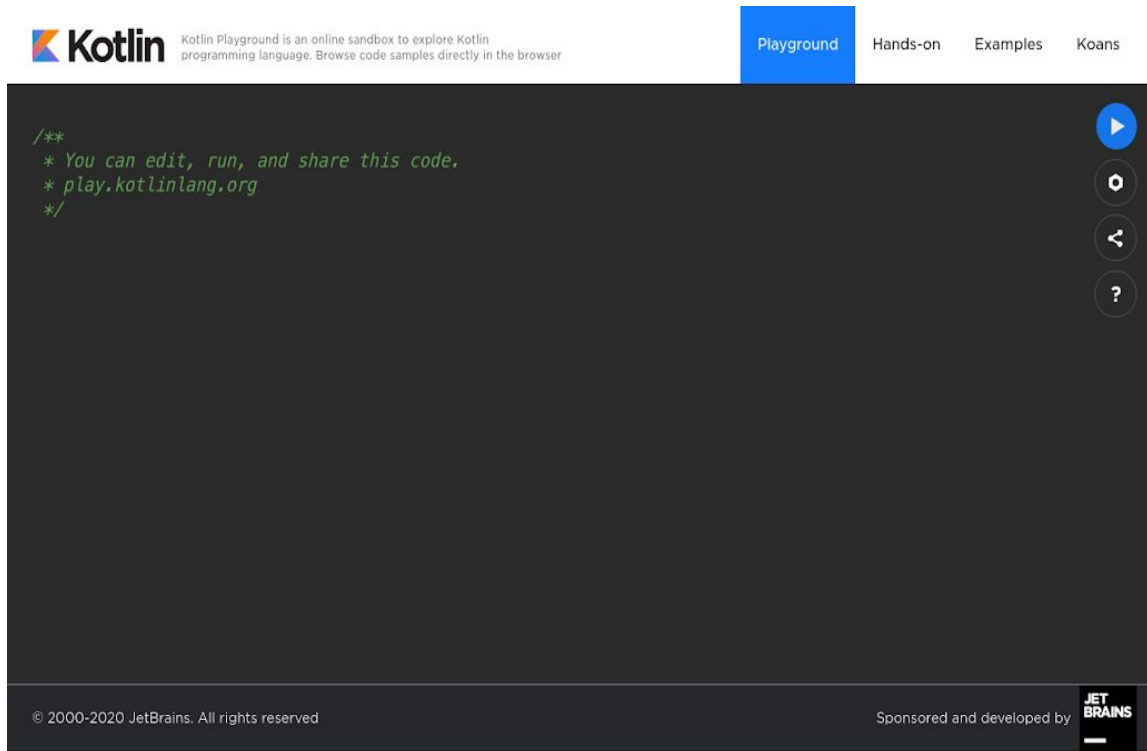 Kotlin
Kotlin Playground is an online sandbox to explore Kotlin
programming language. Browse code samples directly in the browser
Playground
Hands-on
Examples
Koans
/**
* You can edit, run, and share this code.
* play.kotlinlang.org
*/
?
© 2000-2020 JetBrains. All rights reserved
Sponsored and developed by
JET
BRAINS